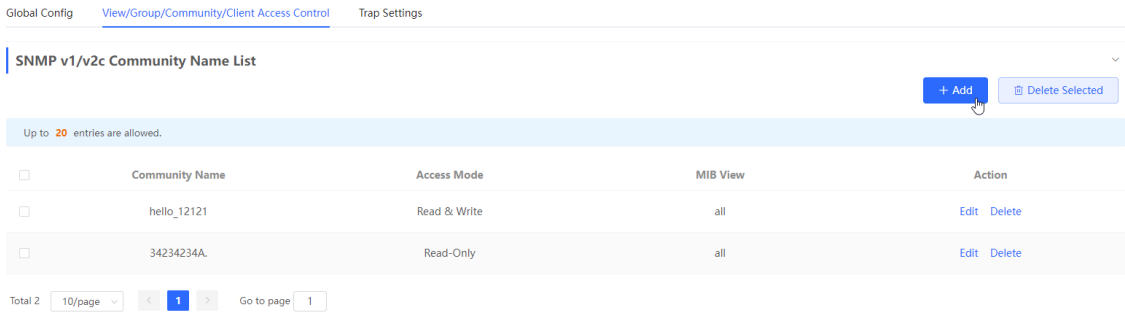 Global Config View/Group/Community/Client Access Control Trap Settings
SNMP v1/v2c Community Name List
+ Add Delete Selected
Up to 20 entries are allowed.
Community Name Access Mode MIB View Action
hello_12121 Read & Write all Edit Delete
34234234A. Read-Only all Edit Delete
Total 2 10/page < 1 > Go to page 1